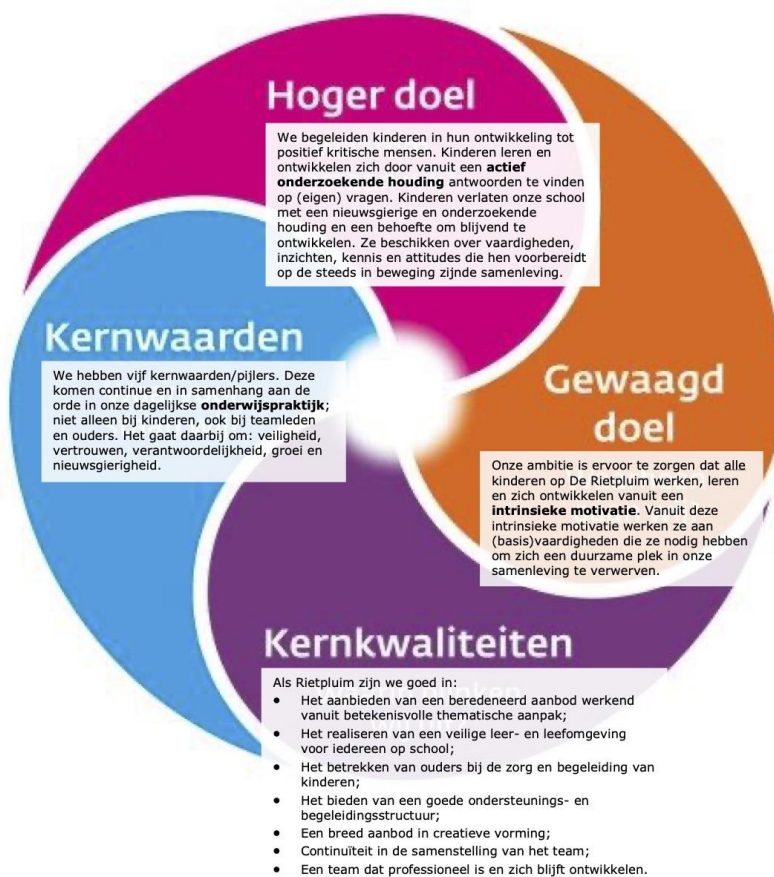 Hoger doel
We begeleiden kinderen in hun ontwikkeling tot
positief kritische mensen. Kinderen leren en
ontwikkelen zich door vanuit een actief
onderzoekende houding antwoorden te vinden
op (eigen) vragen. Kinderen verlaten onze school
met een nieuwsgierige en onderzoekende
houding en een behoefte om blijvend te
ontwikkelen. Ze beschikken over vaardigheden,
inzichten, kennis en attitudes die hen voorbereidt
op de steeds in beweging zijnde samenleving.
Kernwaarden
We hebben vijf kernwaarden/pijlers. Deze
komen continue en in samenhang aan de
orde in onze dagelijkse onderwijspraktijk;
niet alleen bij kinderen, ook bij teamleden
en ouders. Het gaat daarbij om: veiligheid,
vertrouwen, verantwoordelijkheid, groei en
nieuwsgierigheid.
Gewaagd
doel
Onze ambitie is ervoor te zorgen dat alle
kinderen op De Rietpluim werken, leren
en zich ontwikkelen vanuit een
intrinsieke motivatie. Vanuit deze
intrinsieke motivatie werken ze aan
(basis)vaardigheden die ze nodig hebben
om zich een duurzame plek in onze
samenleving te verwerven.
Kernkwaliteiten
Als Rietpluim zijn we goed in:
• Het aanbieden van een beredeneerd aanbod werkend
vanuit betekenisvolle thematische aanpak;
• Het realiseren van een veilige leer- en leefomgeving
voor iedereen op school;
• Het betrekken van ouders bij de zorg en begeleiding van
kinderen;
• Het bieden van een goede ondersteunings- en
begeleidingsstructuur;
• Een breed aanbod in creatieve vorming;
• Continuïteit in de samenstelling van het team;
• Een team dat professioneel is en zich blijft ontwikkelen.